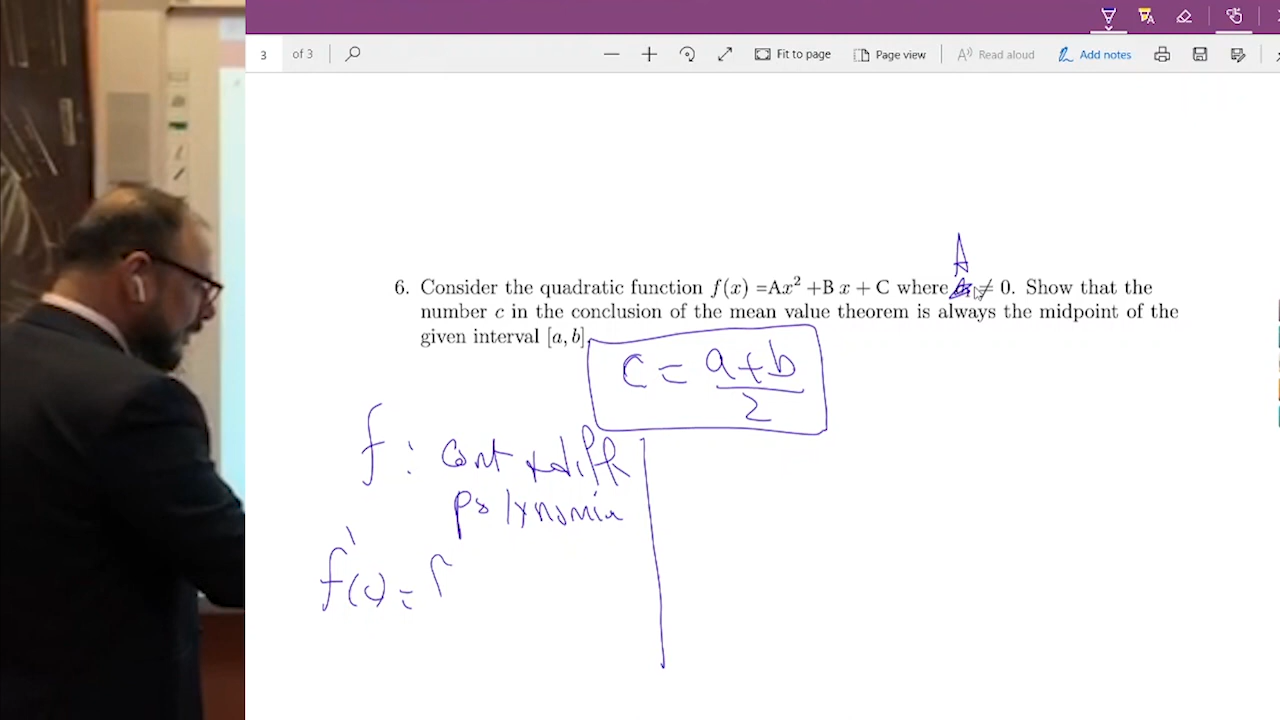 3 of 3 Fit to page Page view Read aloud Add notes
A
6. Consider the quadratic function f(x) =Ax² +B x + C where ≠ 0. Show that the
number c in the conclusion of the mean value theorem is always the midpoint of the
given interval [a, b].
c = a+b/2
f : cont + diff
polynomia
f'(c) = f